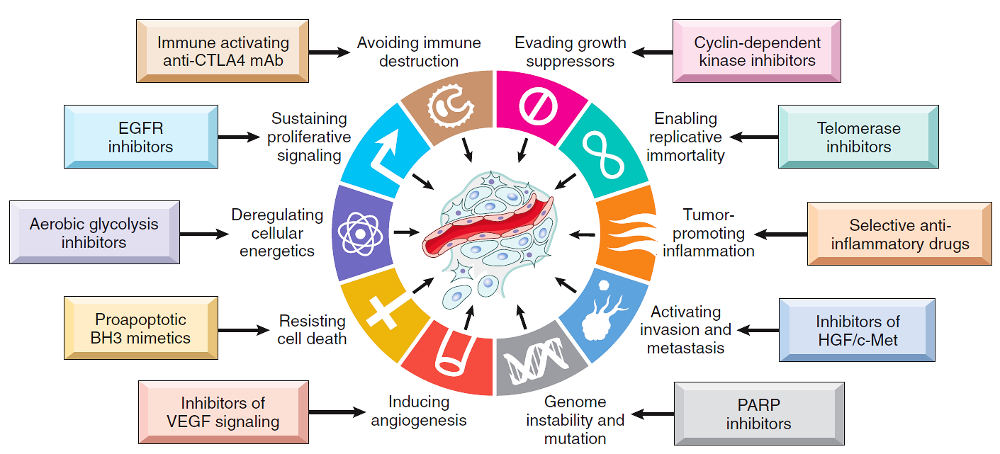 Immune activating
anti-CTLA4 mAb
Avoiding immune
destruction
Evading growth
suppressors
Cyclin-dependent
kinase inhibitors
EGFR
inhibitors
Sustaining
proliferative
signaling
Enabling
replicative
immortality
Telomerase
inhibitors
Aerobic glycolysis
inhibitors
Deregulating
cellular
energetics
Tumor-
promoting
inflammation
Selective anti-
inflammatory drugs
Proapoptotic
BH3 mimetics
Resisting
cell death
Activating
invasion and
metastasis
Inhibitors of
HGF/c-Met
Inhibitors of
VEGF signaling
Inducing
angiogenesis
Genome
instability and
mutation
PARP
inhibitors